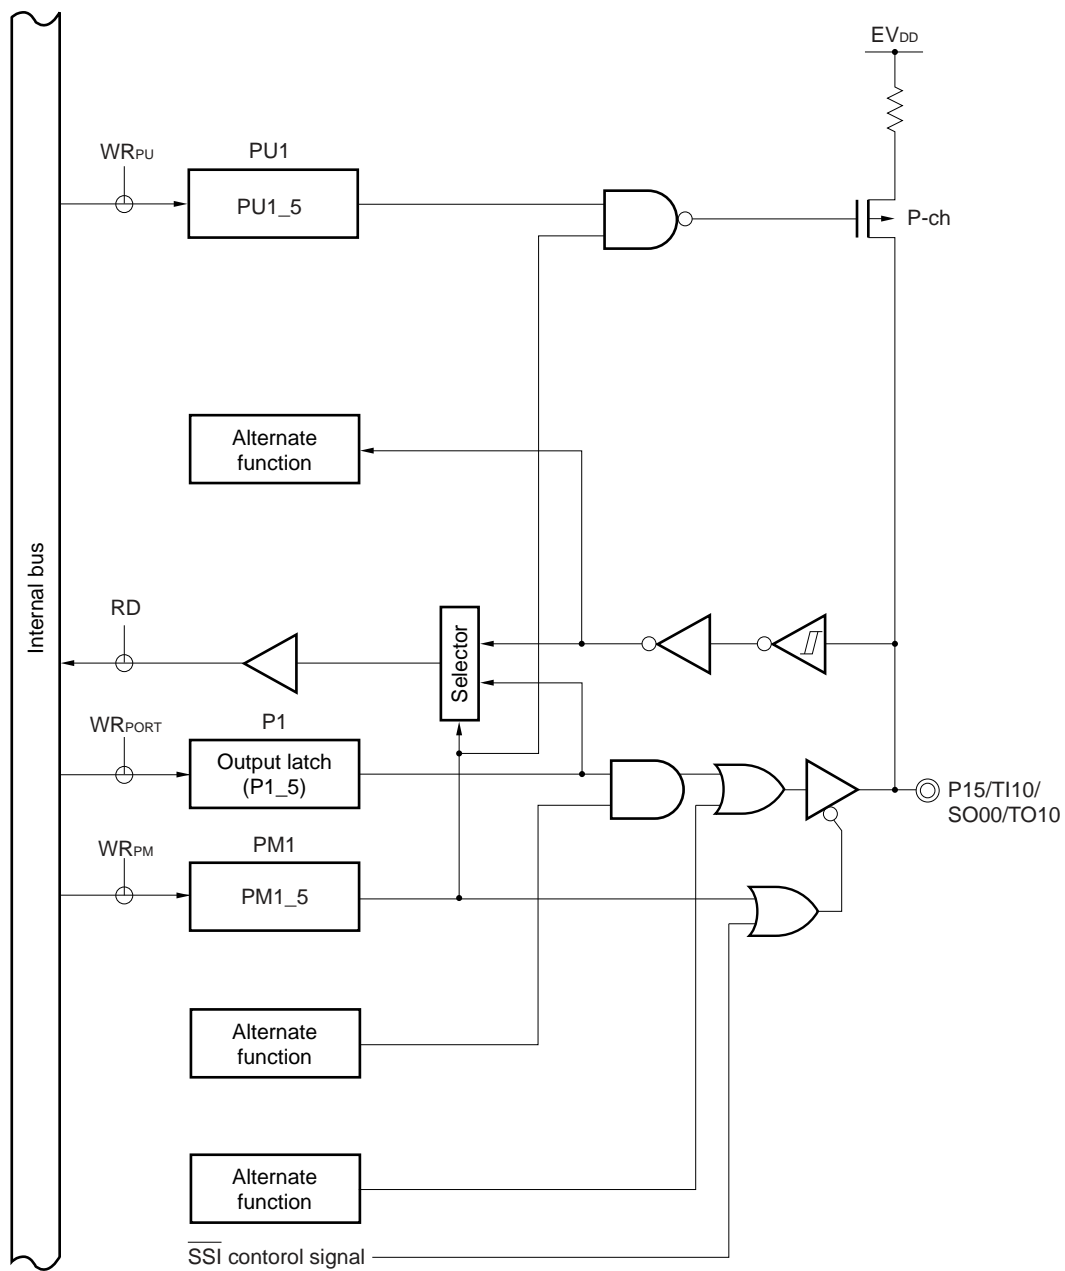 EVDD
WRPU
PU1
PU1_5
P-ch
Alternate
function
Internal bus
RD
Selector
WRPORT
P1
Output latch
(P1_5)
P15/TI10/
SO00/TO10
WRPM
PM1
PM1_5
Alternate
function
Alternate
function
SSI contorol signal